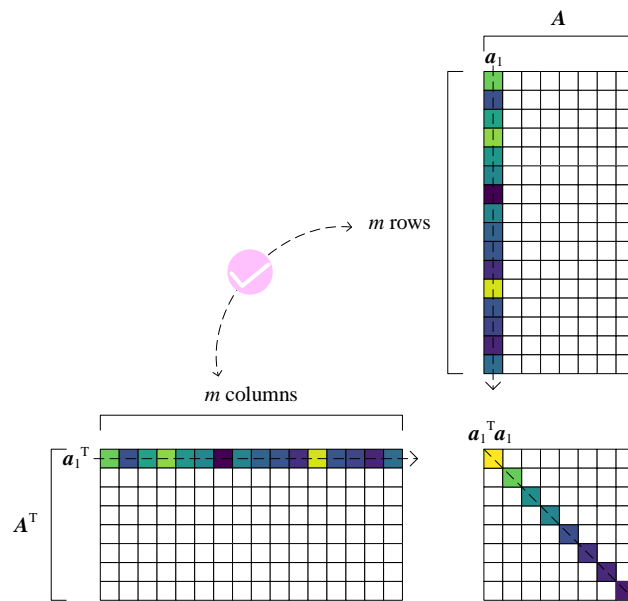 A
a₁
m rows
m columns
a₁ᵀ
Aᵀ
a₁ᵀa₁